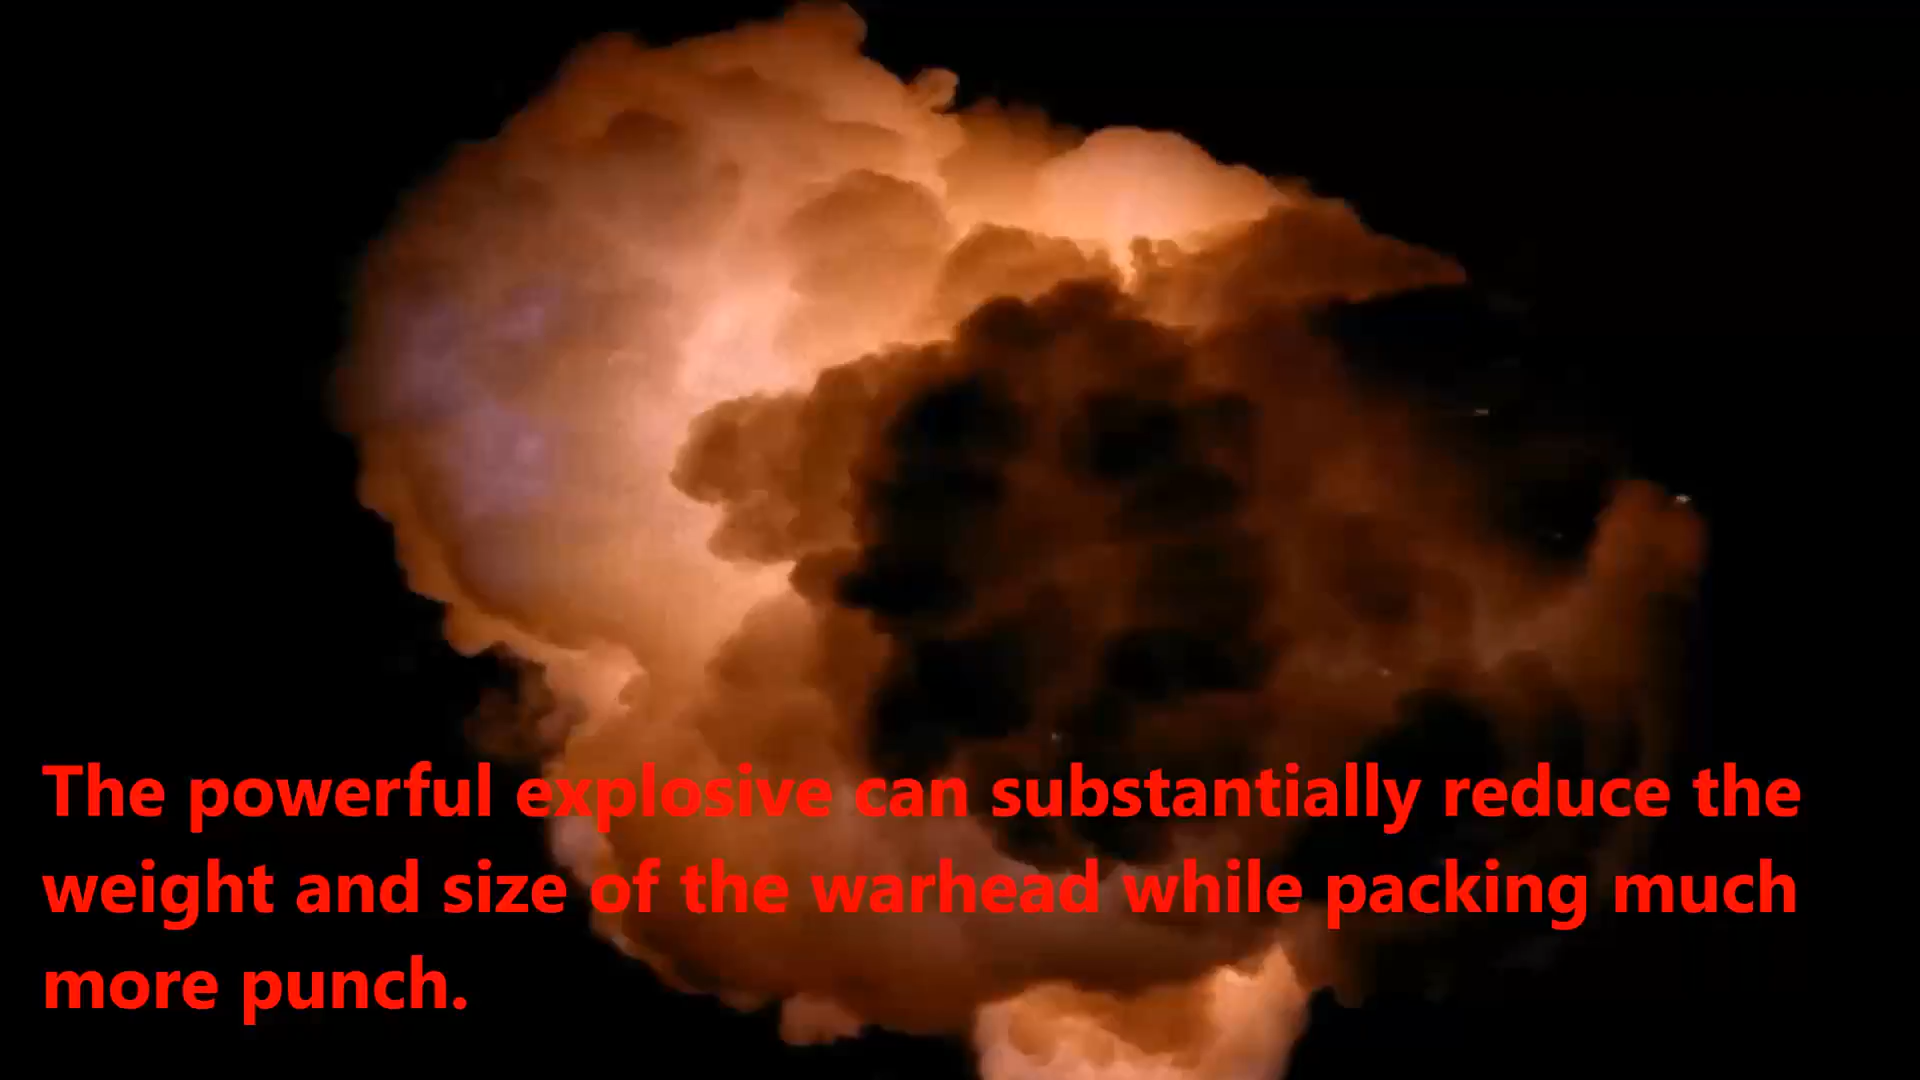 The powerful explosive can substantially reduce the
weight and size of the warhead while packing much
more punch.